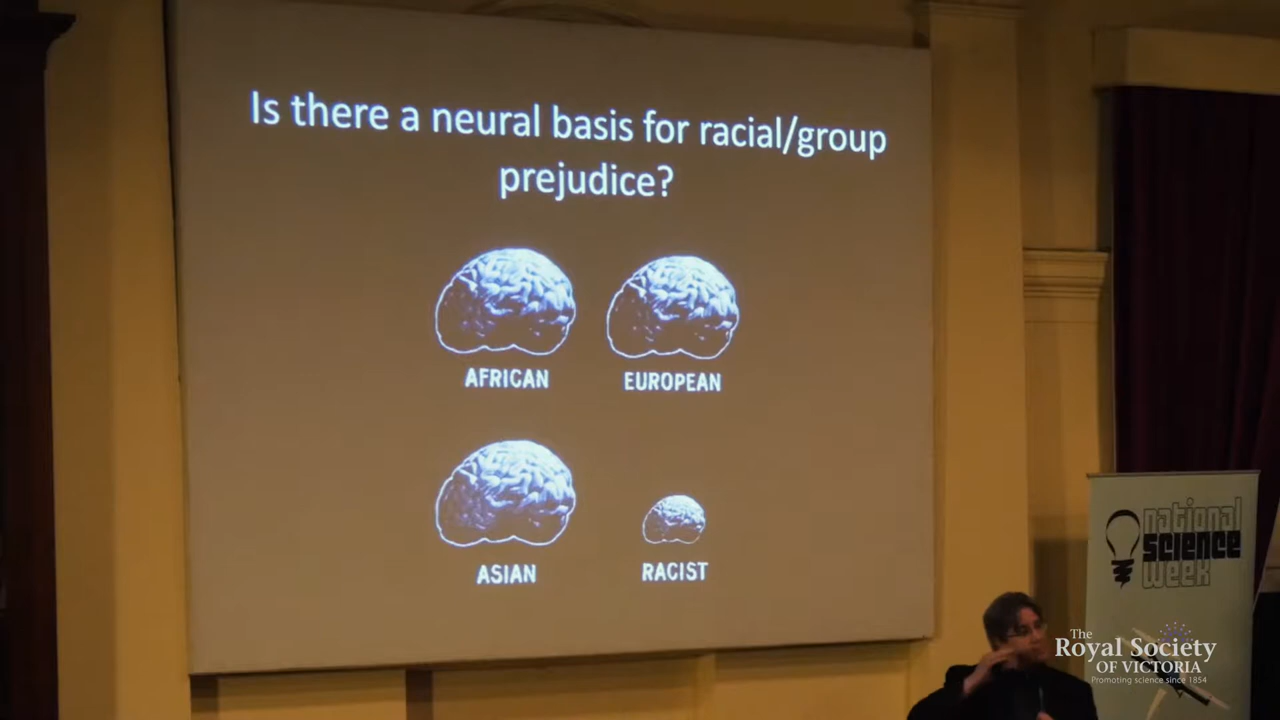 Is there a neural basis for racial/group
prejudice?
AFRICAN
EUROPEAN
ASIAN
RACIST
national
science
week
The
Royal Society
OF VICTORIA
Promoting science since 1854